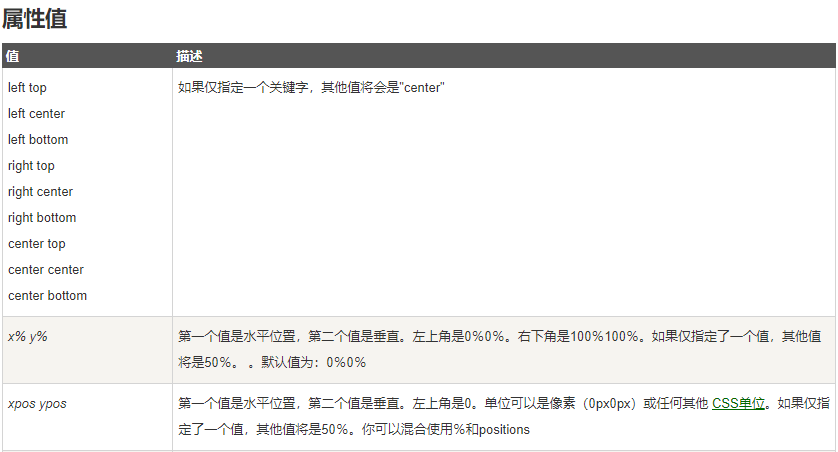 属性值
值 描述
left top 如果仅指定一个关键字，其他值将会是"center"
left center
left bottom
right top
right center
right bottom
center top
center center
center bottom
x% y% 第一个值是水平位置，第二个值是垂直。左上角是0％0％。右下角是100％100％。如果仅指定了一个值，其他值
将是50％。 。默认值为：0％0％
xpos ypos 第一个值是水平位置，第二个值是垂直。左上角是0。单位可以是像素（0px0px）或任何其他 CSS单位。如果仅指
定了一个值，其他值将是50％。你可以混合使用％和positions